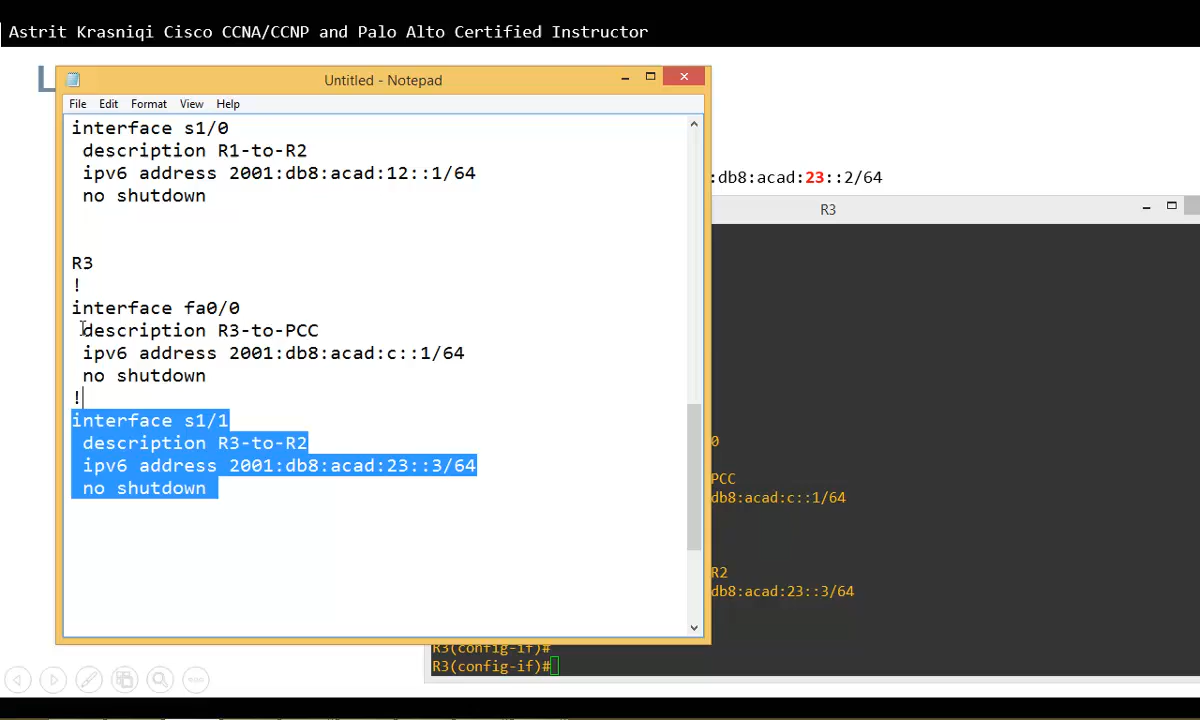 Astrit Krasniqi Cisco CCNA/CCNP and Palo Alto Certified Instructor
L
Untitled - Notepad
File Edit Format View Help
interface s1/0
description R1-to-R2
ipv6 address 2001:db8:acad:12::1/64
no shutdown
R3
!
interface fa0/0
description R3-to-PCC
ipv6 address 2001:db8:acad:c::1/64
no shutdown
!
interface s1/1
description R3-to-R2
ipv6 address 2001:db8:acad:23::3/64
no shutdown
:db8:acad:23::2/64
R3
0
PCC
db8:acad:c::1/64
R2
db8:acad:23::3/64
R3(config-if)#
R3(config-if)#